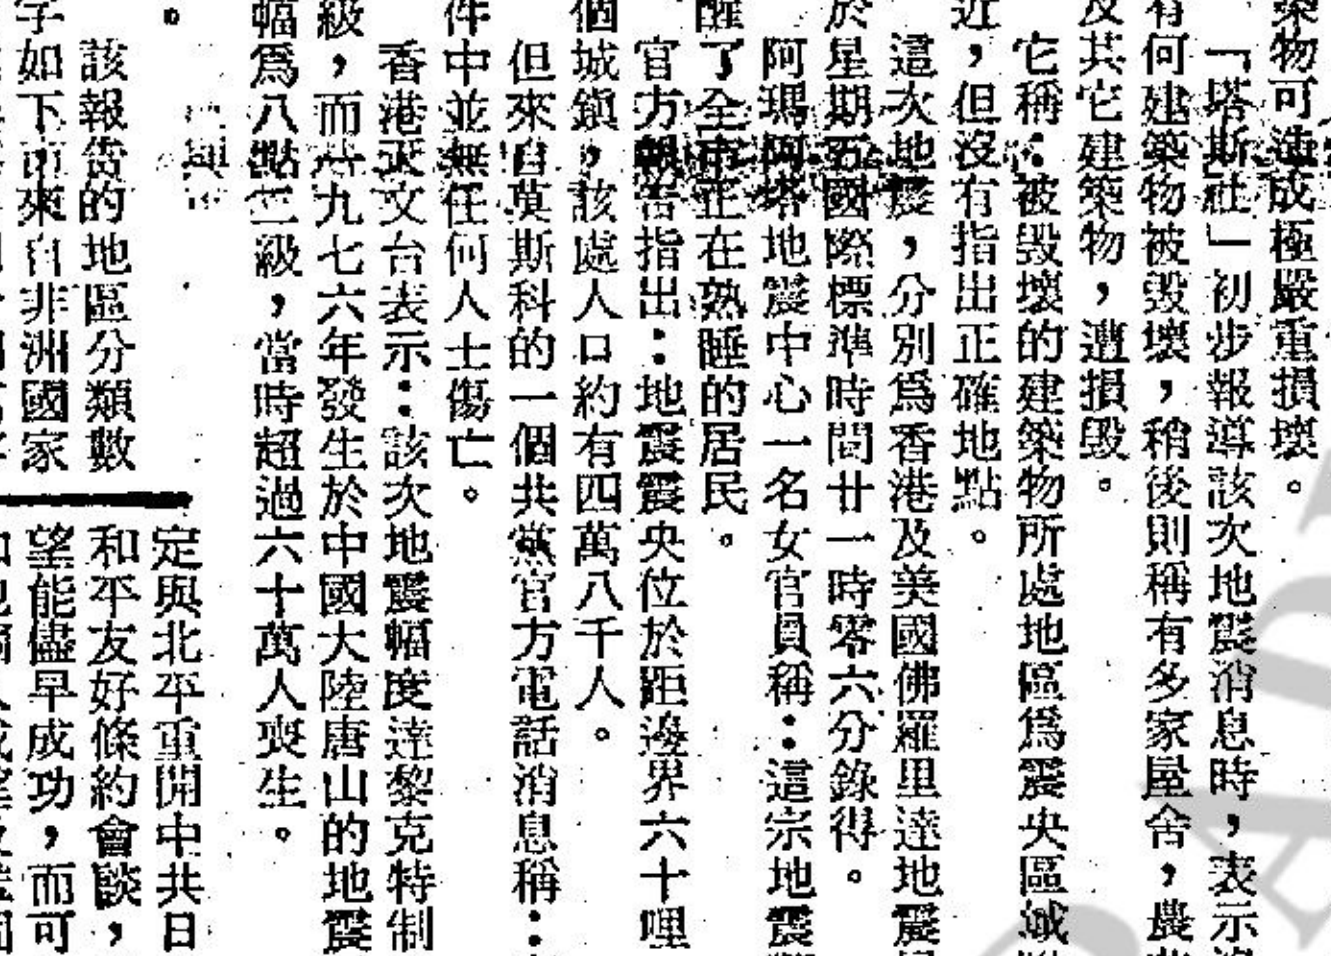 築物可造成極嚴重損壞。
「塔斯社」初步報導該次地震消息時，表示沒
有何建築物被毀壞，稍後則稱有多家屋舍，農業
及其它建築物，遭損毀。
它稱：被毀壞的建築物所處地區為震央區域附
近，但沒有指出正確地點。
這次地震，分別為香港及美國佛羅里達地震
於星期五國際標準時間廿一時零六分錄得。
阿瑪阿塔地震中心一名女官員稱：這宗地震
醒了全市正在熟睡的居民。
官方報告指出：地震震央位於距邊界六十哩
個城鎮，該處人口約有四萬八千人。
但來自莫斯科的一個共黨官方電話消息稱：
件中並無任何人士傷亡。
香港天文台表示：該次地震幅度達黎克特制
級，而一九七六年發生於中國大陸唐山的地震
幅為八點二級，當時超過六十萬人喪生。
。
該報告的地區分類數
字如下而來自非洲國家
定與北平重開中共日
和平友好條約會談，
望能儘早成功，而可